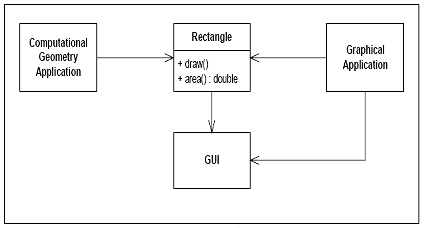 Computational
Geometry
Application
Rectangle
+ draw()
+ area() : double
Graphical
Application
GUI